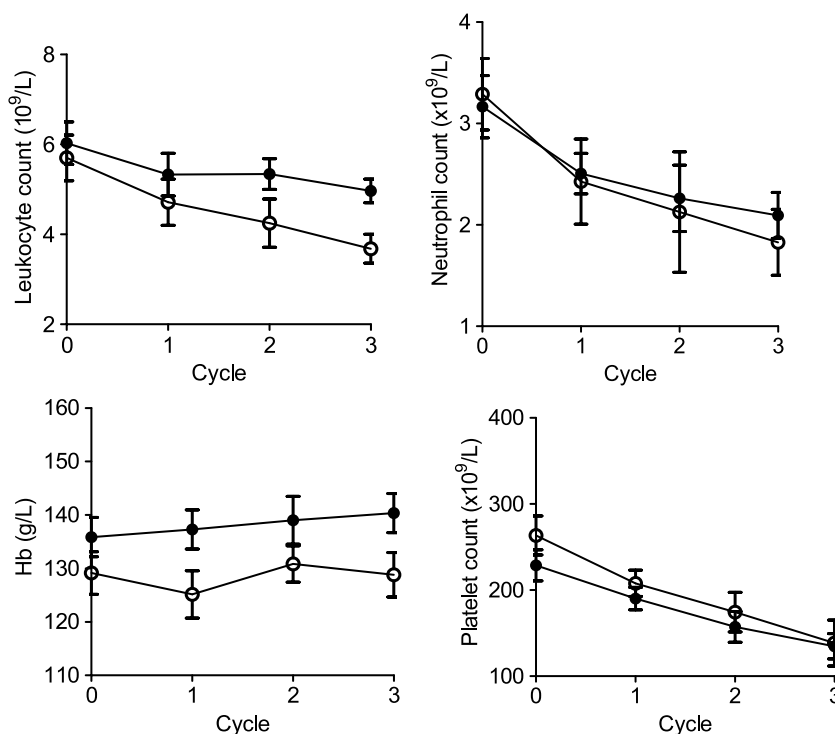 Leukocyte count (10⁹/L)
8
6
4
2
0 1 2 3
Cycle
Neutrophil count (x10⁹/L)
4
3
2
1
0 1 2 3
Cycle
Hb (g/L)
160
150
140
130
120
110
0 1 2 3
Cycle
Platelet count (x10⁹/L)
400
300
200
100
0 1 2 3
Cycle